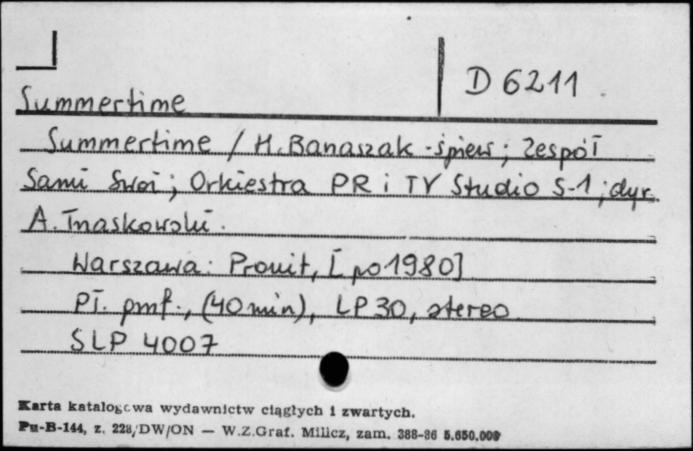 D 6211
Summertime
Summertime / H. Banaszak - śpiew ; Zespół
Sami Swoi ; Orkiestra PR i TV Studio S-1 ; dyr.
A. Trzaskowski.
Warszawa : Pronit, [po 1980]
Pł. gmf., (40 min), LP 30, stereo
SLP 4007
Karta katalogowa wydawnictw ciągłych i zwartych.
Pu-B-144, z. 228/DW/ON — W.Z.Graf. Milicz, zam. 388-86 5.650.000